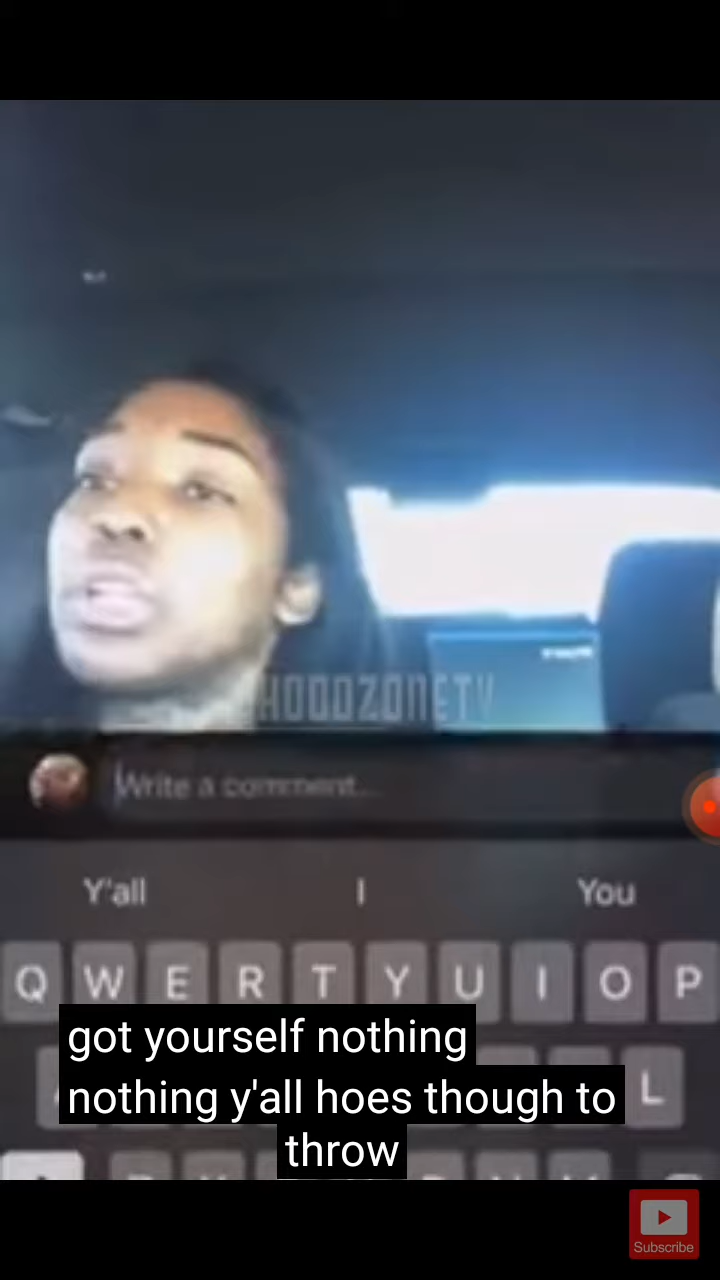 HOODZONETV
Write a comment...
Y'all I You
Q W E R T Y U I O P
L
got yourself nothing
nothing y'all hoes though to
throw
Subscribe